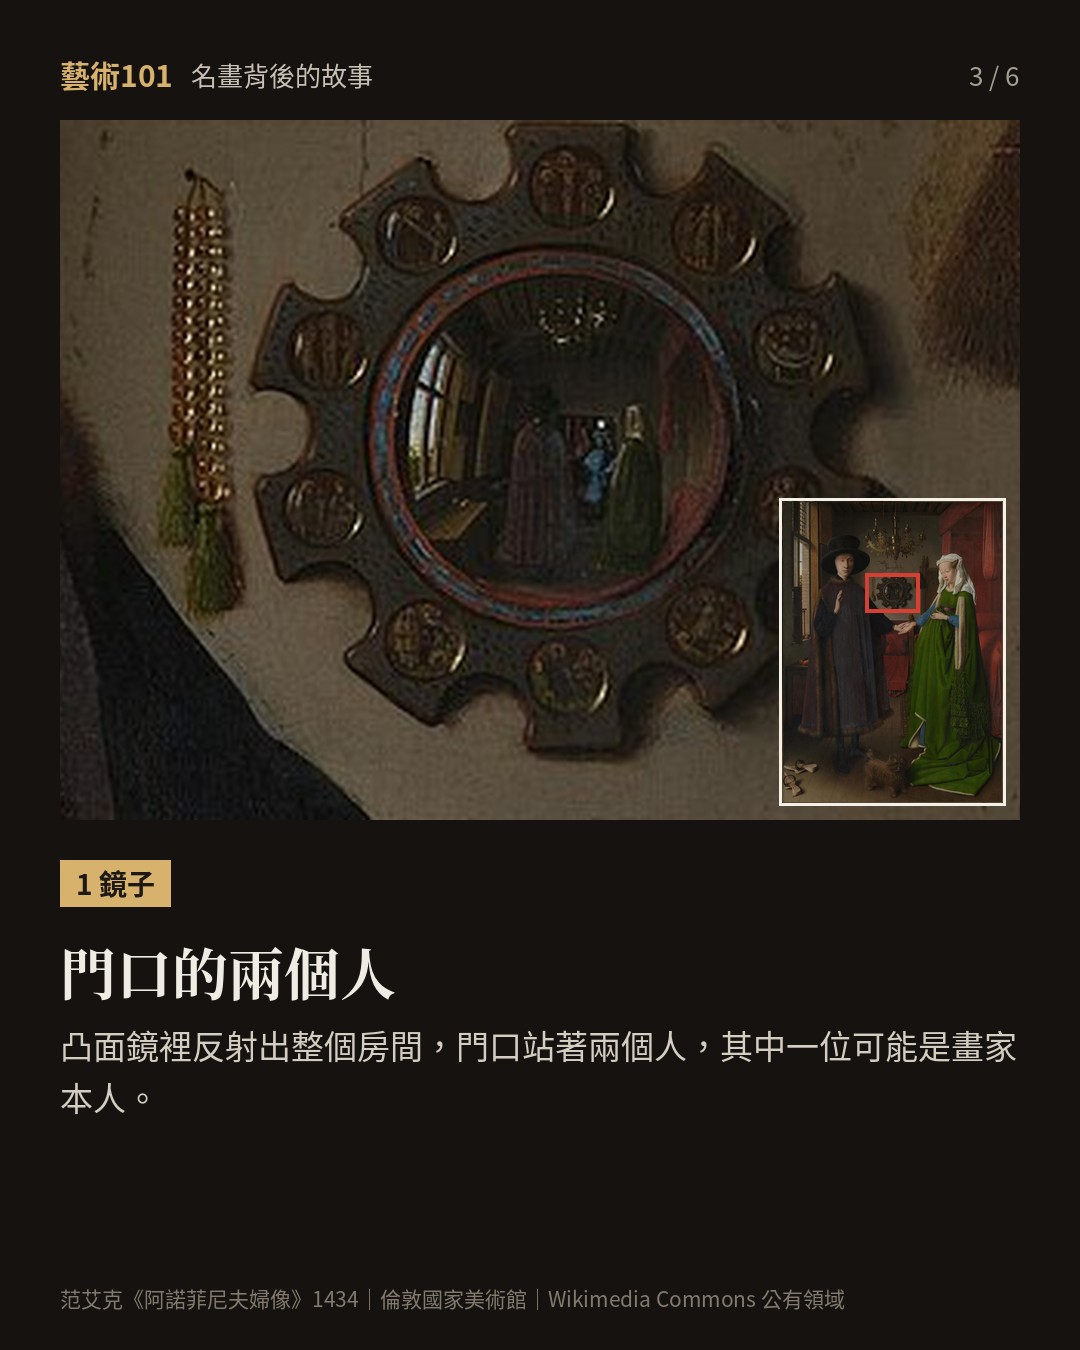 藝術101 名畫背後的故事
3 / 6
1 鏡子
門口的兩個人
凸面鏡裡反射出整個房間，門口站著兩個人，其中一位可能是畫家
本人。
范艾克《阿諾菲尼夫婦像》1434｜倫敦國家美術館｜Wikimedia Commons 公有領域